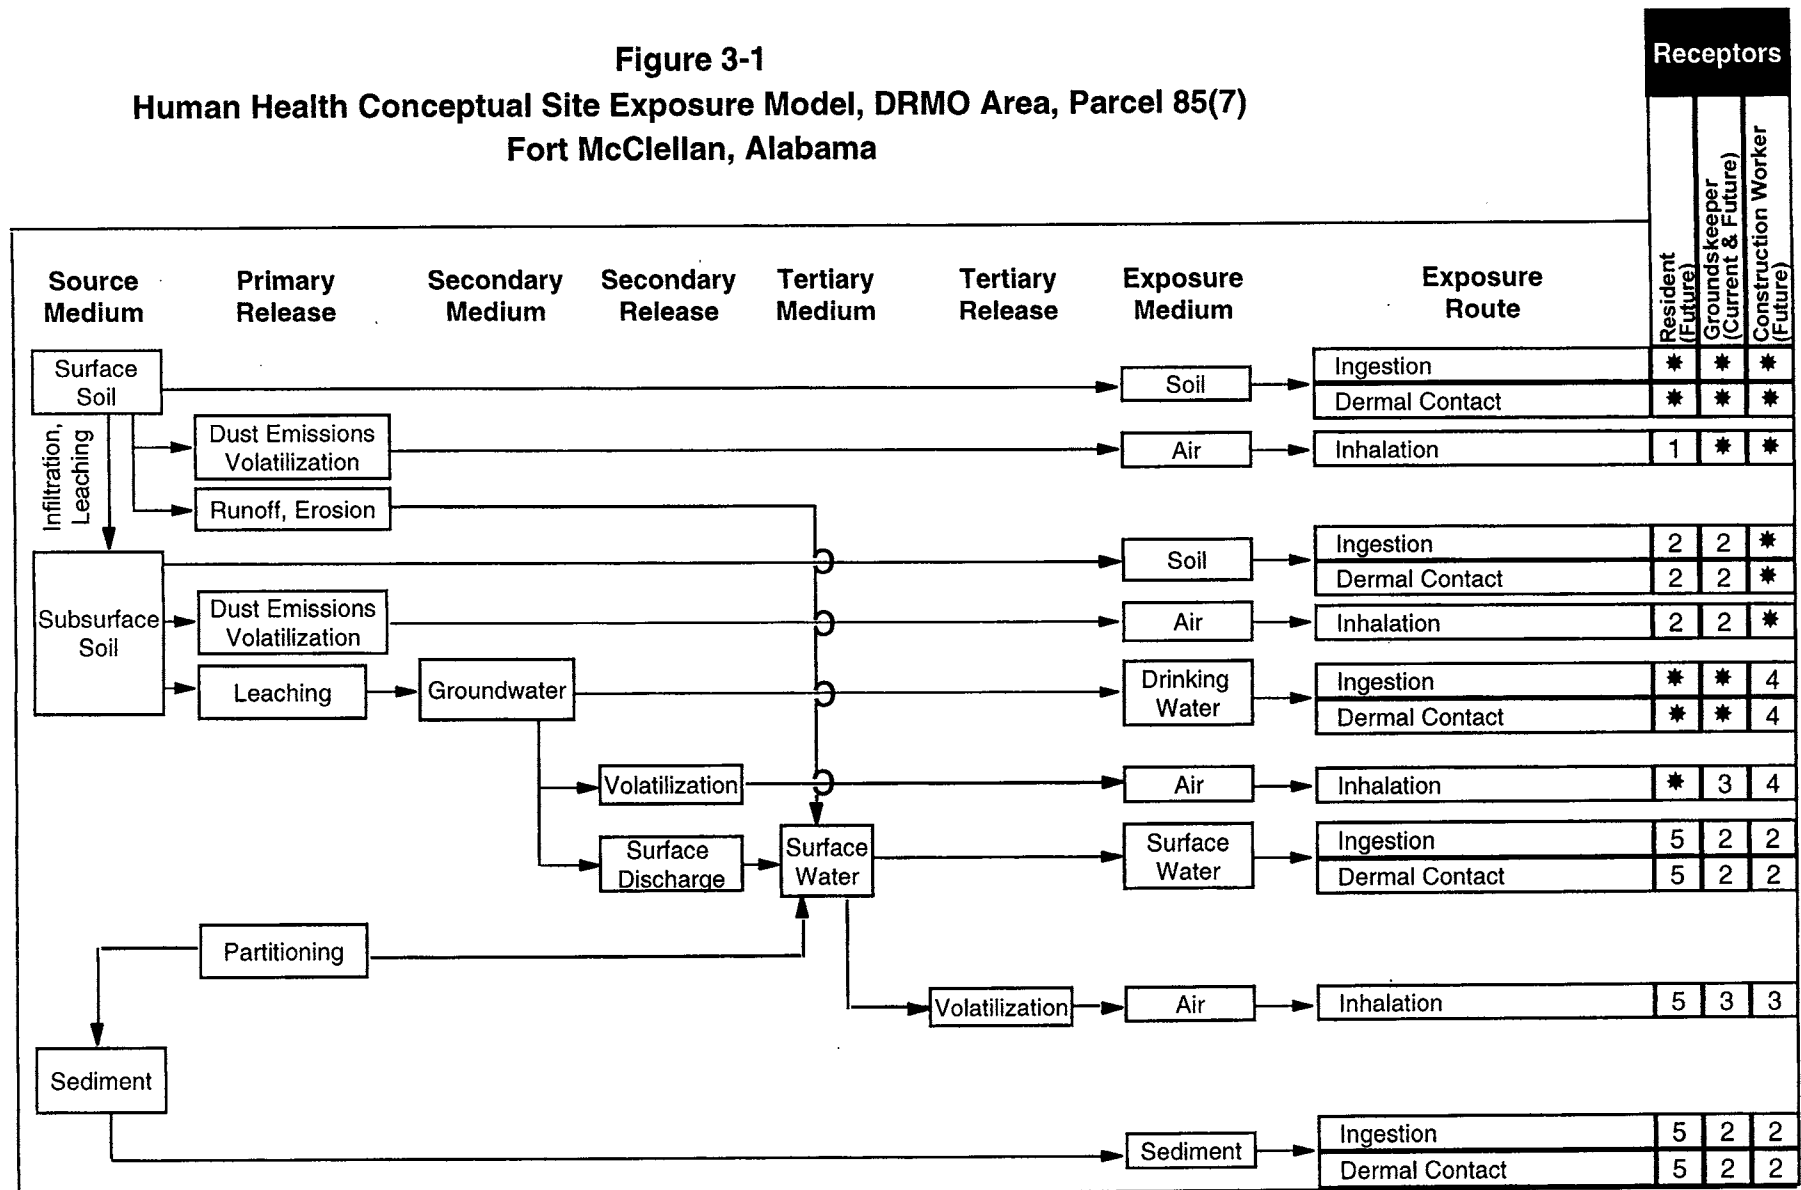 Figure 3-1
Human Health Conceptual Site Exposure Model, DRMO Area, Parcel 85(7)
Fort McClellan, Alabama
Receptors
Resident
(Future)
Groundskeeper
(Current & Future)
Construction Worker
(Future)
Source
Medium
Primary
Release
Secondary
Medium
Secondary
Release
Tertiary
Medium
Tertiary
Release
Exposure
Medium
Exposure
Route
Surface
Soil
Soil
Ingestion * * *
Dermal Contact * * *
Infiltration,
Leaching
Dust Emissions
Volatilization
Air
Inhalation 1 * *
Runoff, Erosion
Subsurface
Soil
Soil
Ingestion 2 2 *
Dermal Contact 2 2 *
Dust Emissions
Volatilization
Air
Inhalation 2 2 *
Leaching
Groundwater
Drinking
Water
Ingestion * * 4
Dermal Contact * * 4
Volatilization
Air
Inhalation * 3 4
Surface
Discharge
Surface
Water
Surface
Water
Ingestion 5 2 2
Dermal Contact 5 2 2
Partitioning
Volatilization
Air
Inhalation 5 3 3
Sediment
Sediment
Ingestion 5 2 2
Dermal Contact 5 2 2